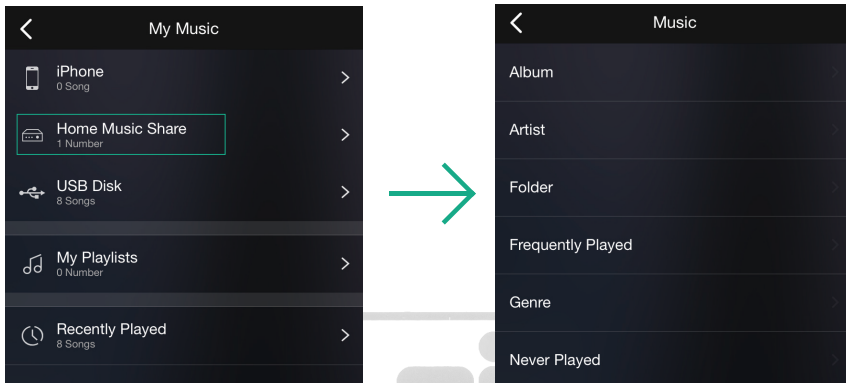 My Music
iPhone
0 Song
Home Music Share
1 Number
USB Disk
8 Songs
My Playlists
0 Number
Recently Played
8 Songs
Music
Album
Artist
Folder
Frequently Played
Genre
Never Played